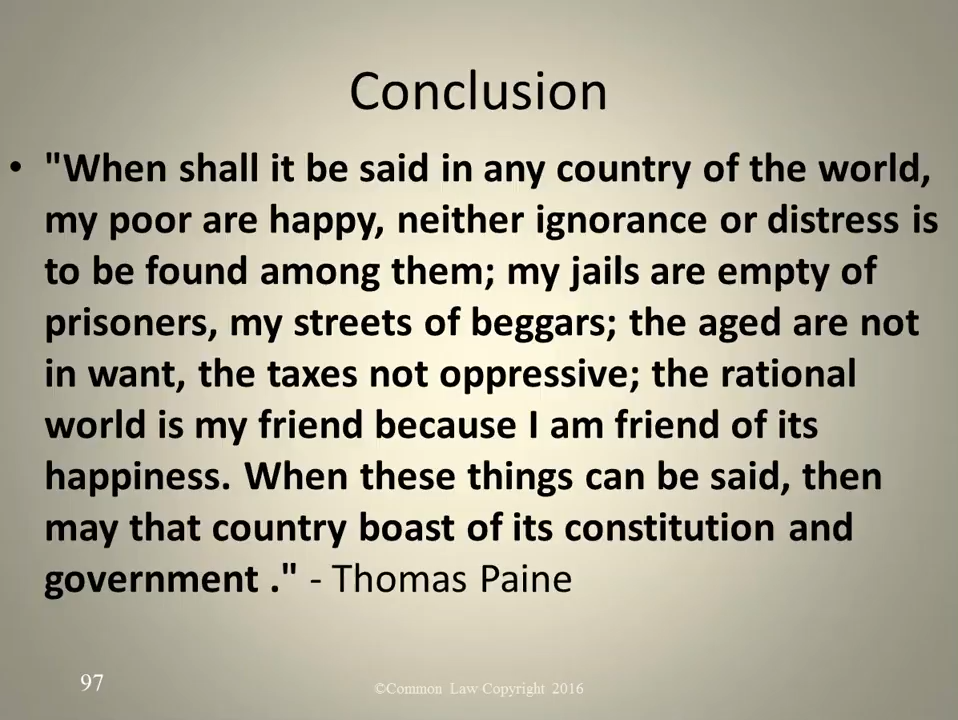 Conclusion
• "When shall it be said in any country of the world,
my poor are happy, neither ignorance or distress is
to be found among them; my jails are empty of
prisoners, my streets of beggars; the aged are not
in want, the taxes not oppressive; the rational
world is my friend because I am friend of its
happiness. When these things can be said, then
may that country boast of its constitution and
government ." - Thomas Paine
97
©Common Law Copyright 2016